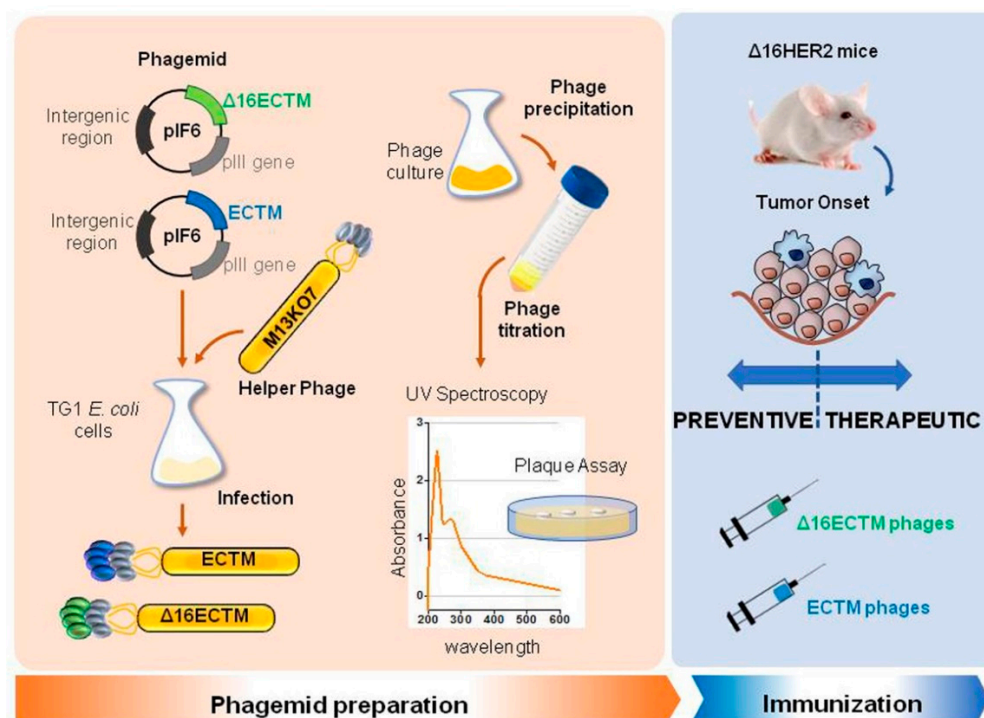 Phagemid
Δ16ECTM
Intergenic
region
pIF6
pIII gene
ECTM
Intergenic
region
pIF6
pIII gene
M13KO7
Helper Phage
TG1 E. coli
cells
Infection
ECTM
Δ16ECTM
Phage
precipitation
Phage
culture
Phage
titration
UV Spectroscopy
3
2
1
0
Absorbance
200 300 400 500 600
wavelength
Plaque Assay
Δ16HER2 mice
Tumor Onset
PREVENTIVE THERAPEUTIC
Δ16ECTM phages
ECTM phages
Phagemid preparation
Immunization